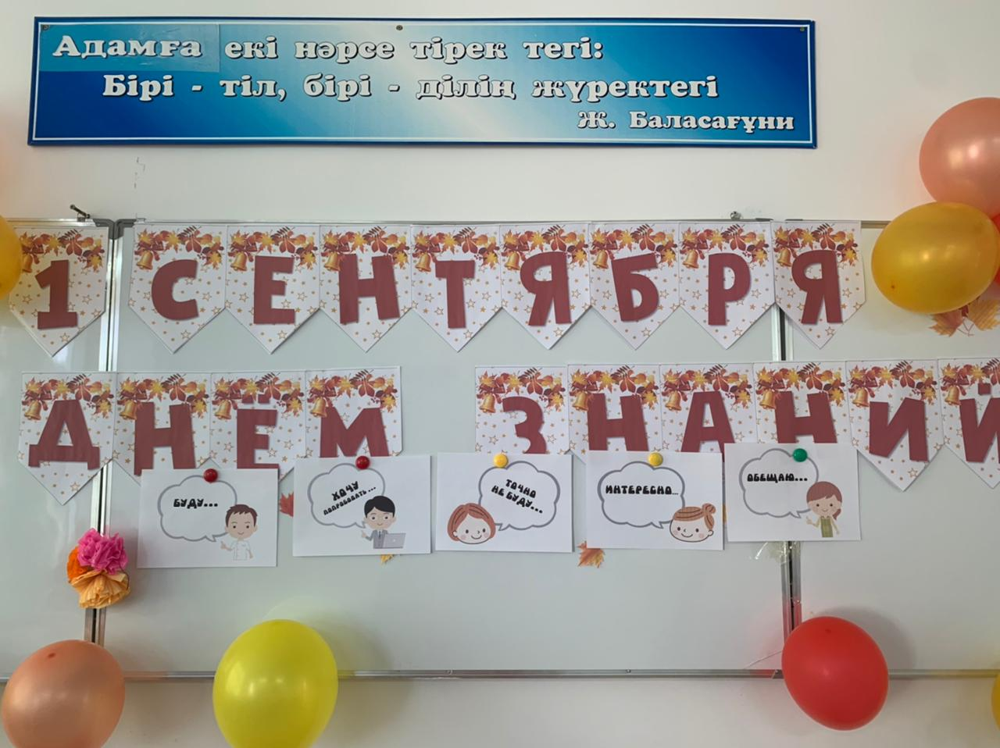 Адамға екі нәрсе тірек тегі:
Бірі - тіл, бірі - ділің жүректегі
Ж. Баласағұни
1 СЕНТЯБРЯ
ДНЁМ ЗНАНИЙ
БУДУ...
ХОЧУ
ПОПРОБОВАТЬ...
ТОЧНО
НЕ БУДУ...
ИНТЕРЕСНО...
ОБЕЩАЮ...